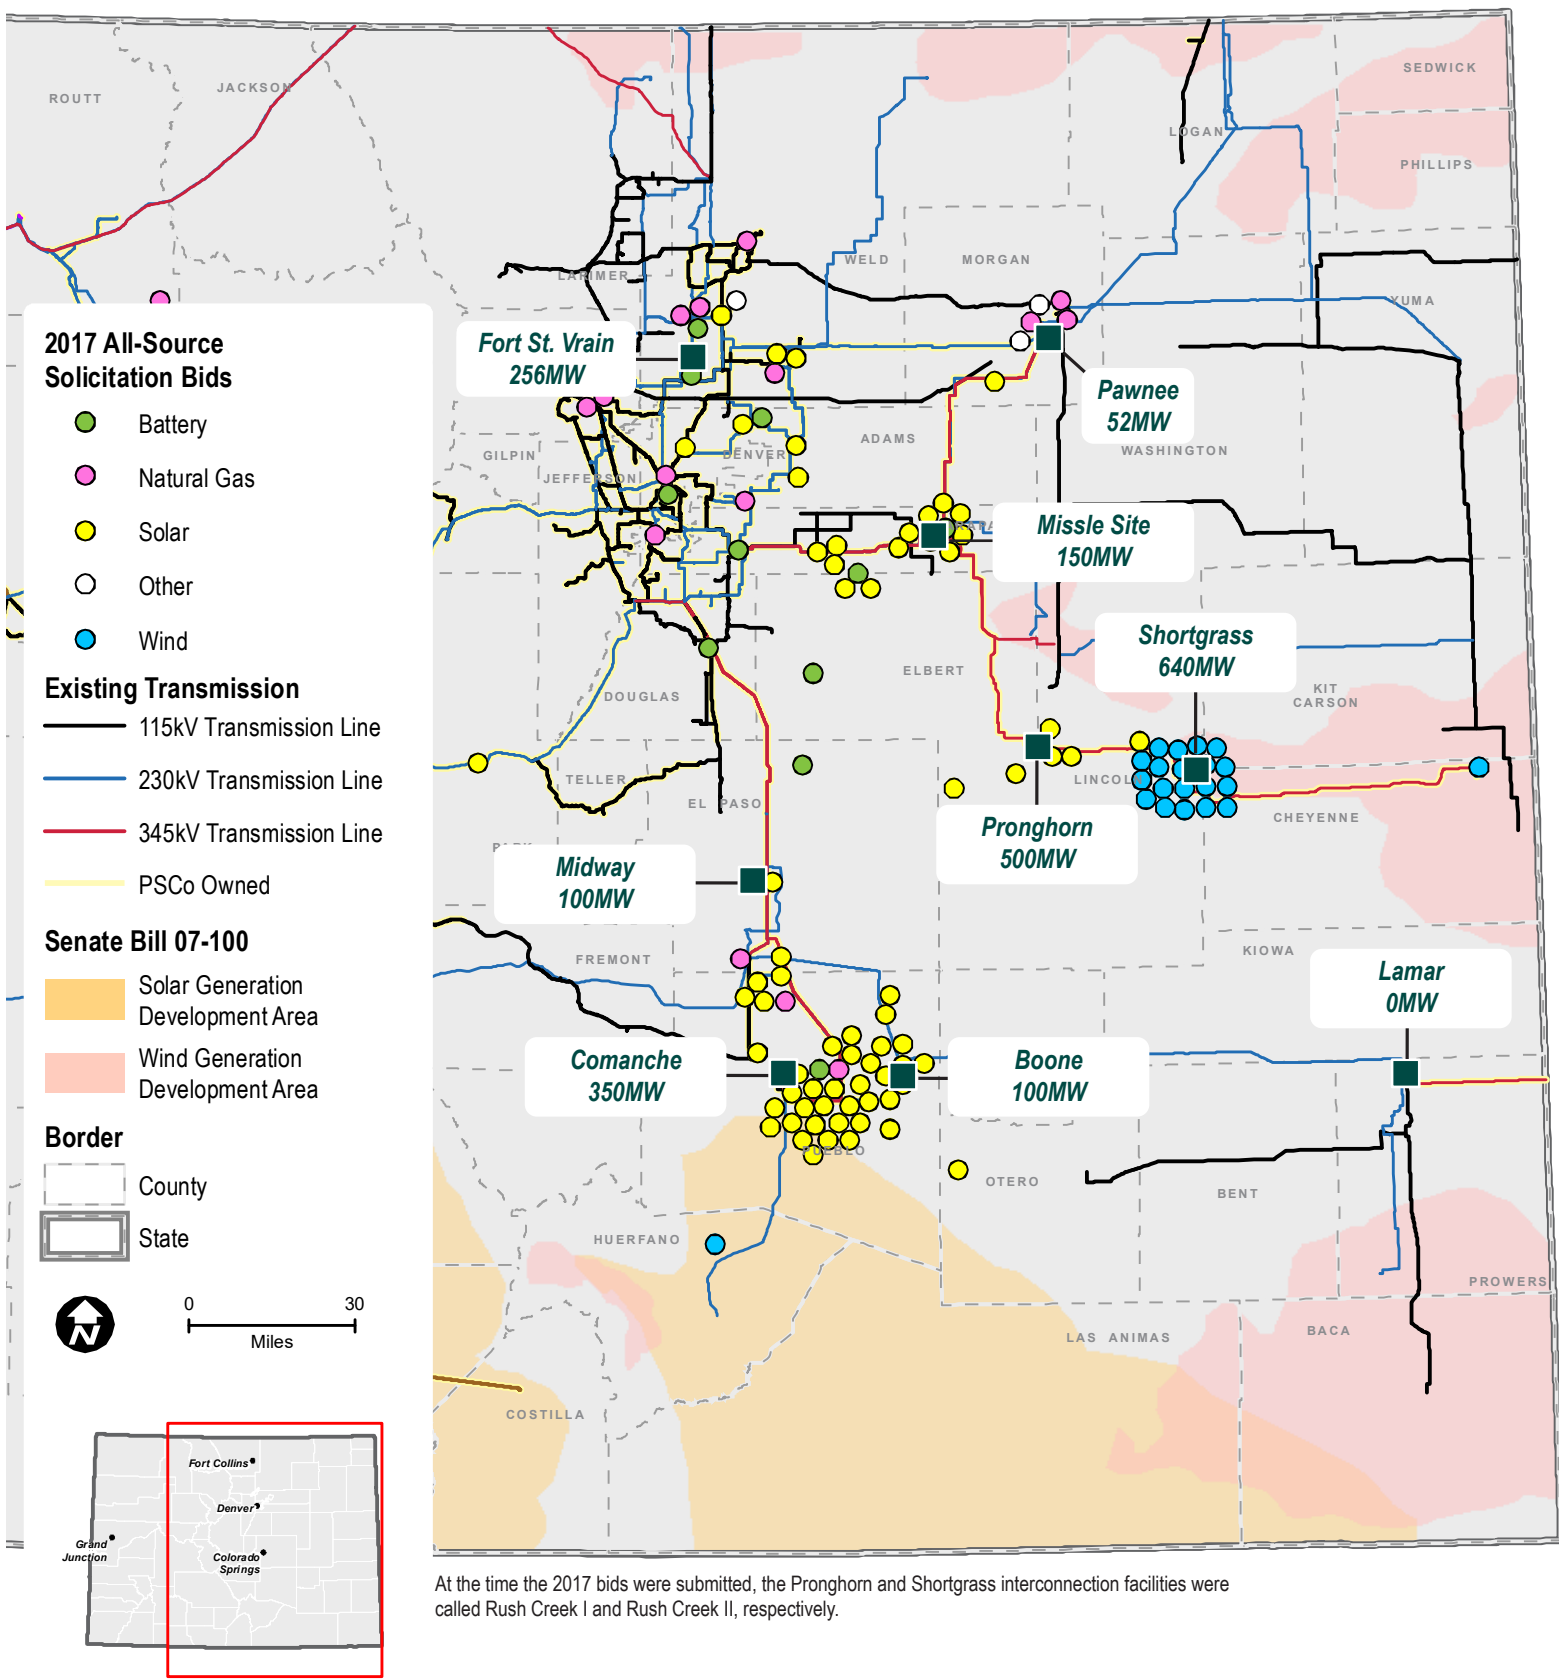 ROUTT
JACKSON
SEDWICK
LOGAN
PHILLIPS
LARIMER
WELD
MORGAN
YUMA
2017 All-Source
Solicitation Bids
Battery
Natural Gas
Solar
Other
Wind
Existing Transmission
115kV Transmission Line
230kV Transmission Line
345kV Transmission Line
PSCo Owned
Senate Bill 07-100
Solar Generation
Development Area
Wind Generation
Development Area
Border
County
State
0 30
Miles
N
Fort St. Vrain
256MW
Pawnee
52MW
ADAMS
WASHINGTON
GILPIN
DENVER
JEFFERSON
Missle Site
150MW
Shortgrass
640MW
ELBERT
KIT
CARSON
DOUGLAS
TELLER
EL PASO
LINCOLN
CHEYENNE
Pronghorn
500MW
PARK
Midway
100MW
FREMONT
KIOWA
Lamar
0MW
Comanche
350MW
Boone
100MW
PUEBLO
OTERO
BENT
HUERFANO
PROWERS
LAS ANIMAS
BACA
COSTILLA
Fort Collins
Denver
Grand
Junction
Colorado
Springs
At the time the 2017 bids were submitted, the Pronghorn and Shortgrass interconnection facilities were
called Rush Creek I and Rush Creek II, respectively.